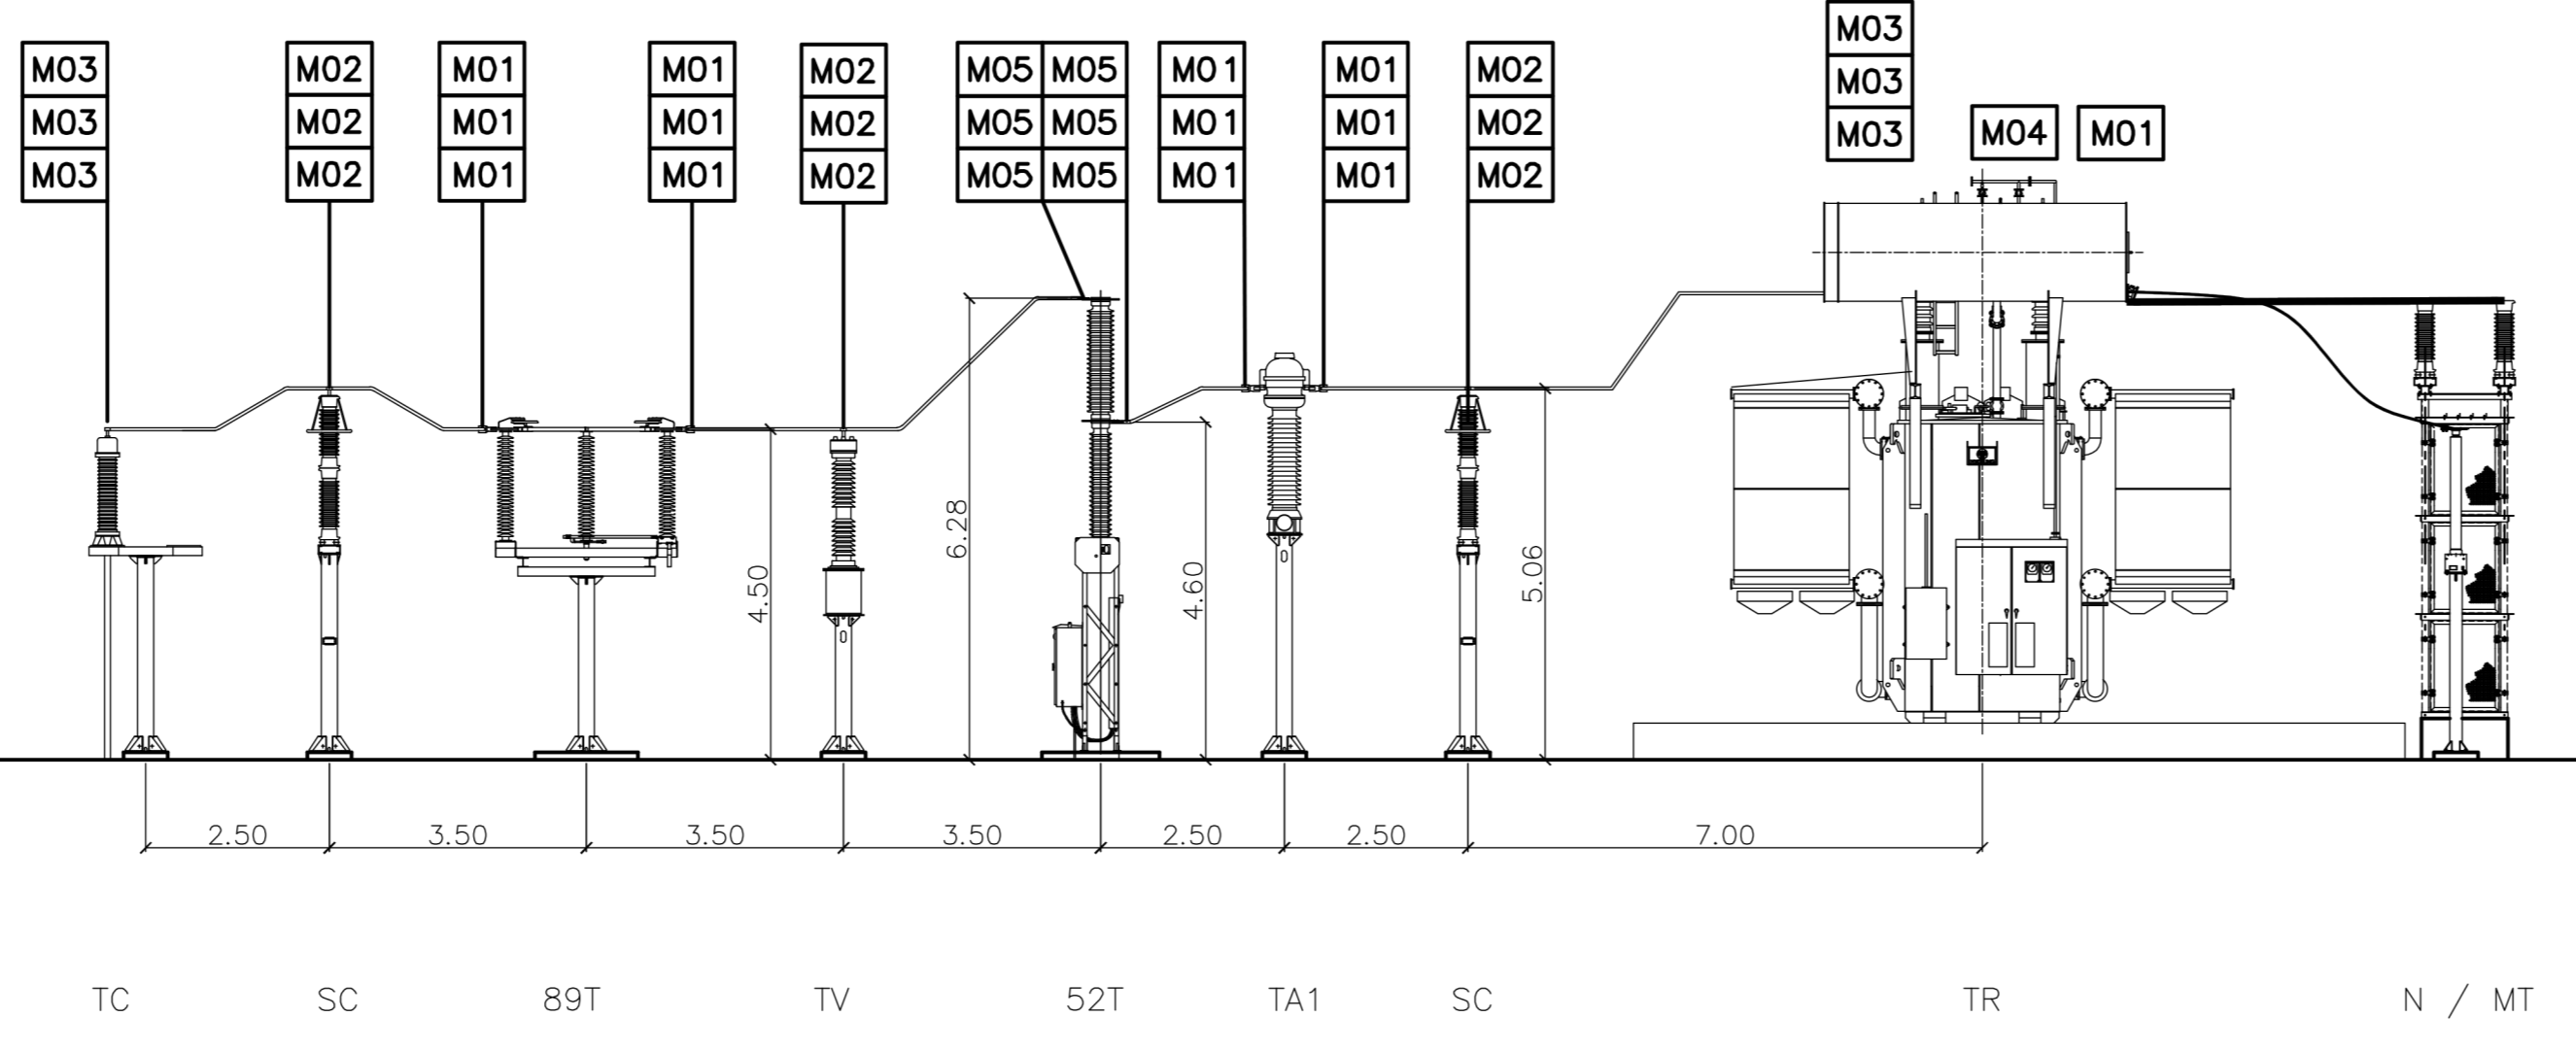 M03
M03 M02 M01 M01 M02 M05 M05 M01 M01 M02 M03
M03 M02 M01 M01 M02 M05 M05 M01 M01 M02 M03 M04 M01
M03 M02 M01 M01 M02 M05 M05 M01 M01 M02
6.28
4.50
4.60
5.06
2.50 3.50 3.50 3.50 2.50 2.50 7.00
TC SC 89T TV 52T TA1 SC TR N / MT